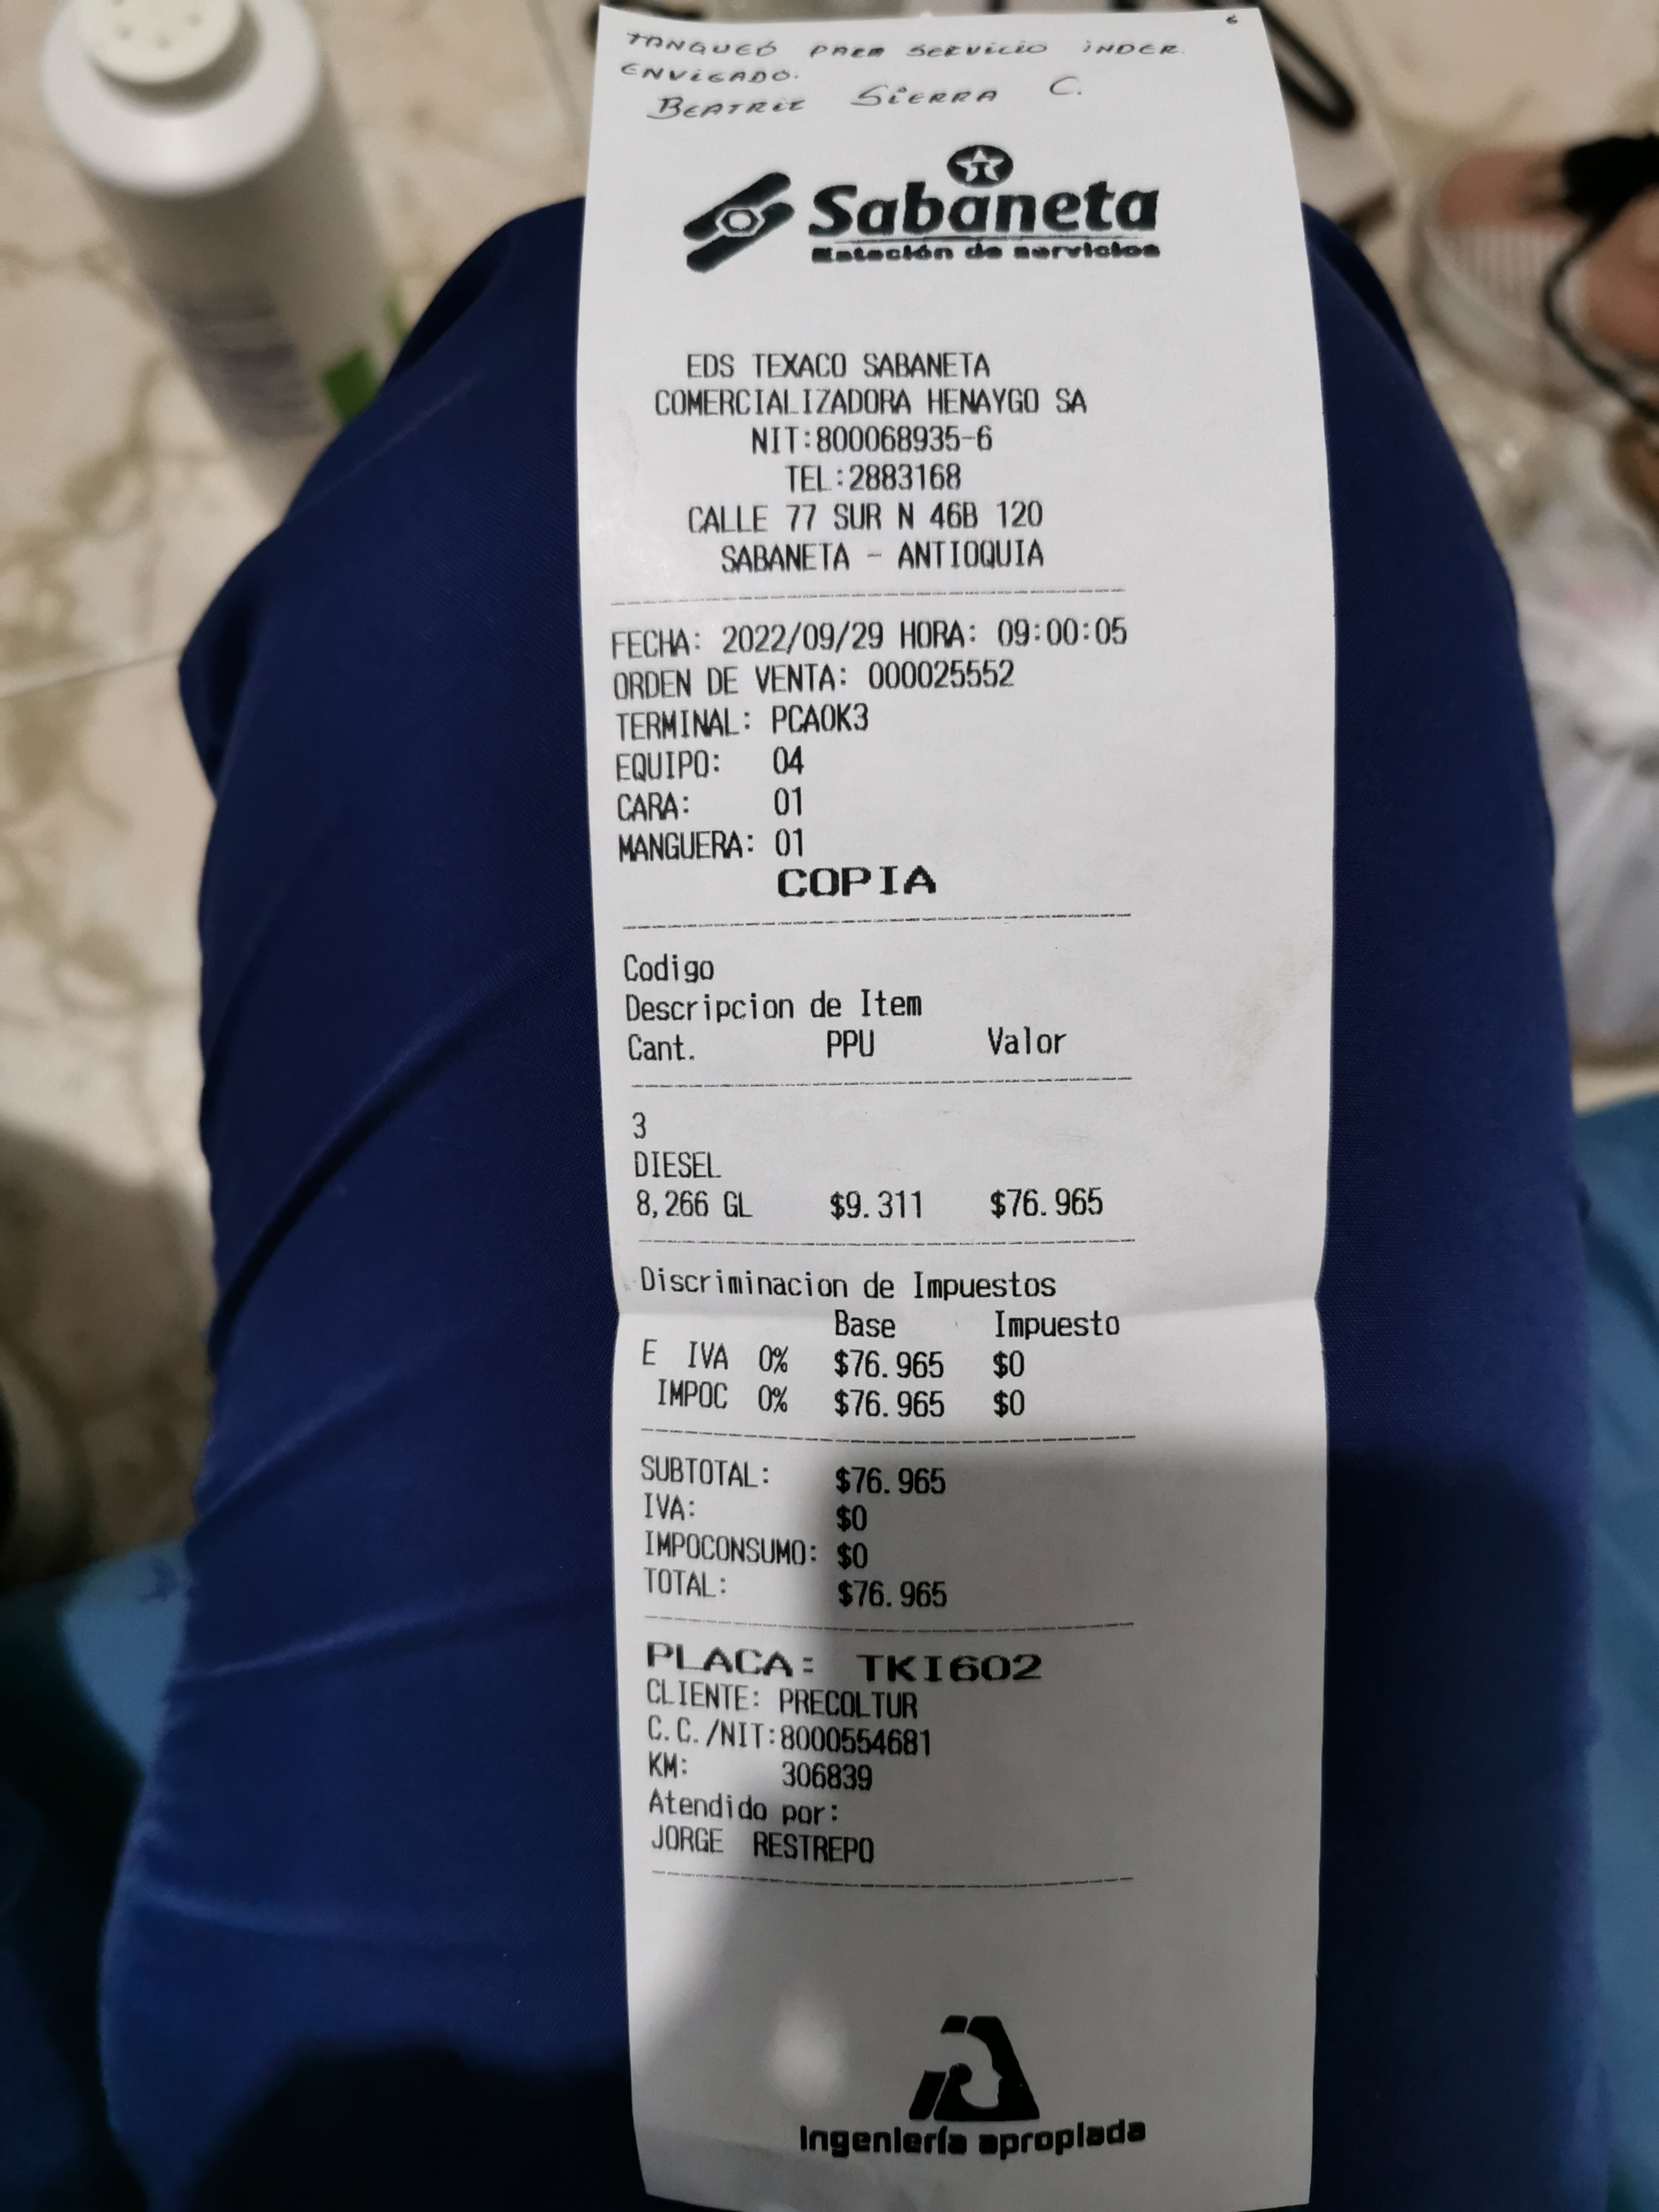 TANQUEÓ PARA SERVICIO INDER.
ENVIGADO.
BEATRIZ SIERRA C.
Sabaneta
Estación de servicios
EDS TEXACO SABANETA
COMERCIALIZADORA HENAYGO SA
NIT:800068935-6
TEL:2883168
CALLE 77 SUR N 46B 120
SABANETA - ANTIOQUIA
FECHA: 2022/09/29 HORA: 09:00:05
ORDEN DE VENTA: 000025552
TERMINAL: PCAOK3
EQUIPO: 04
CARA: 01
MANGUERA: 01
COPIA
Codigo
Descripcion de Item
Cant. PPU Valor
3
DIESEL
8,266 GL $9.311 $76.965
Discriminacion de Impuestos
Base Impuesto
E IVA 0% $76.965 $0
IMPOC 0% $76.965 $0
SUBTOTAL: $76.965
IVA: $0
IMPOCONSUMO: $0
TOTAL: $76.965
PLACA: TKI602
CLIENTE: PRECOLTUR
C.C./NIT:8000554681
KM: 306839
Atendido por:
JORGE RESTREPO
Ingeniería apropiada